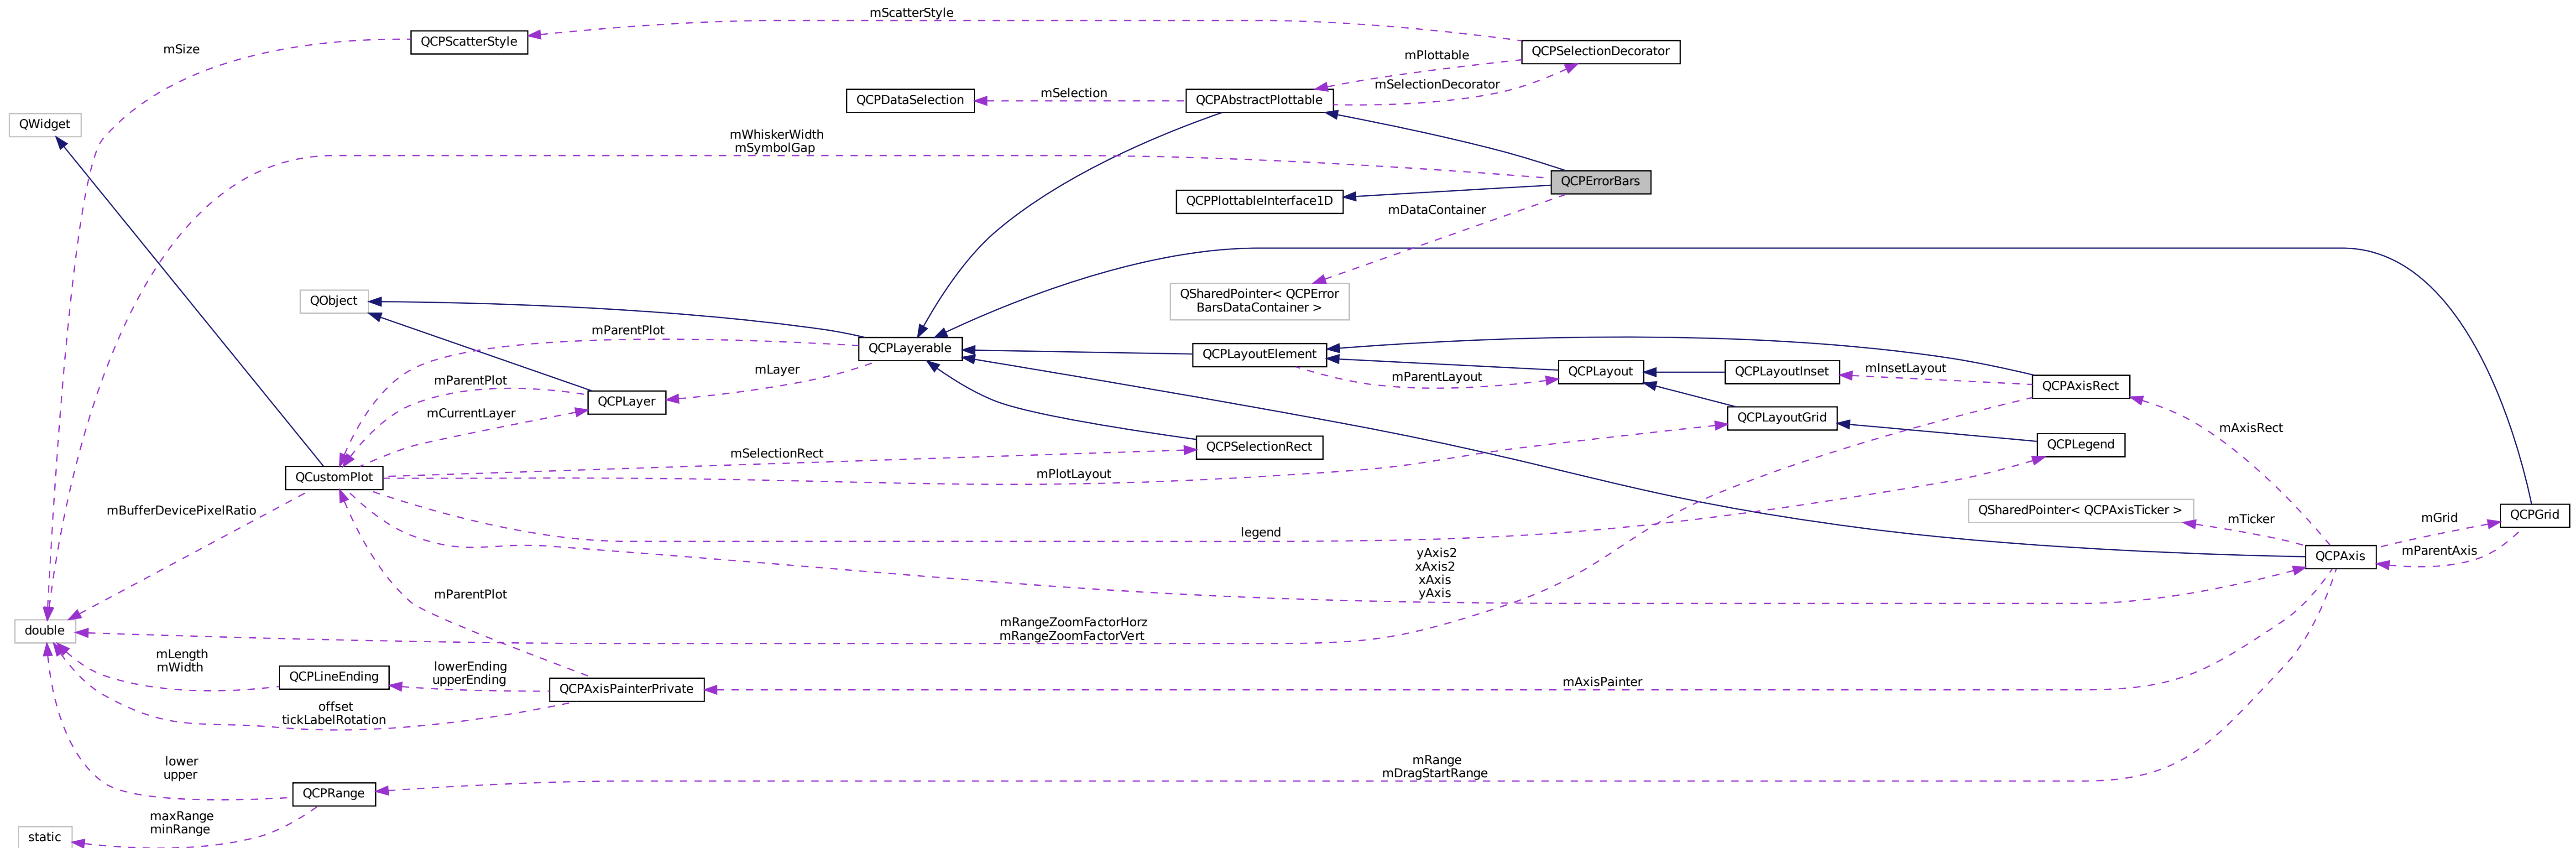 mScatterStyle
QCPScatterStyle
mSize
QCPSelectionDecorator
mPlottable
mSelectionDecorator
mSelection
QCPDataSelection
QCPAbstractPlottable
QWidget
mWhiskerWidth
mSymbolGap
QCPErrorBars
QCPPlottableInterface1D
mDataContainer
QSharedPointer< QCPError
BarsDataContainer >
QObject
mParentPlot
QCPLayerable
QCPLayoutElement
mLayer
mParentLayout
QCPLayout
QCPLayoutInset
mInsetLayout
QCPAxisRect
mParentPlot
QCPLayer
mCurrentLayer
QCPLayoutGrid
mAxisRect
QCPSelectionRect
QCPLegend
mSelectionRect
mPlotLayout
QCustomPlot
mBufferDevicePixelRatio
QSharedPointer< QCPAxisTicker >
mTicker
mGrid
QCPGrid
legend
mParentAxis
QCPAxis
yAxis2
xAxis2
xAxis
yAxis
mParentPlot
mRangeZoomFactorHorz
mRangeZoomFactorVert
double
mLength
mWidth
QCPLineEnding
lowerEnding
upperEnding
QCPAxisPainterPrivate
mAxisPainter
offset
tickLabelRotation
lower
upper
mRange
mDragStartRange
QCPRange
maxRange
minRange
static